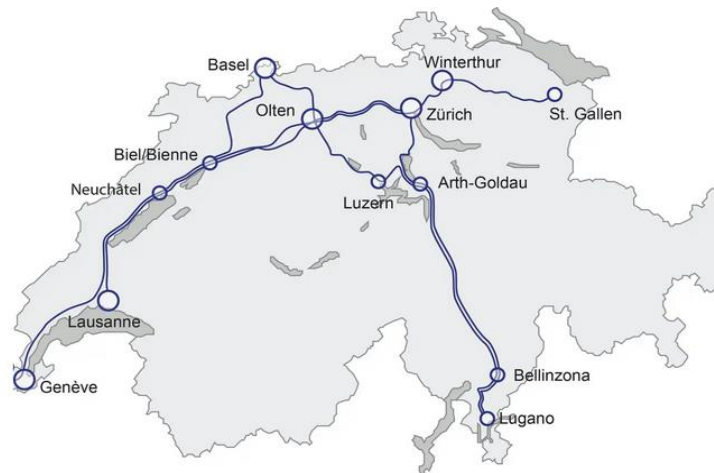 Basel
Winterthur
Olten
Zürich
St. Gallen
Biel/Bienne
Neuchâtel
Luzern
Arth-Goldau
Lausanne
Genève
Bellinzona
Lugano